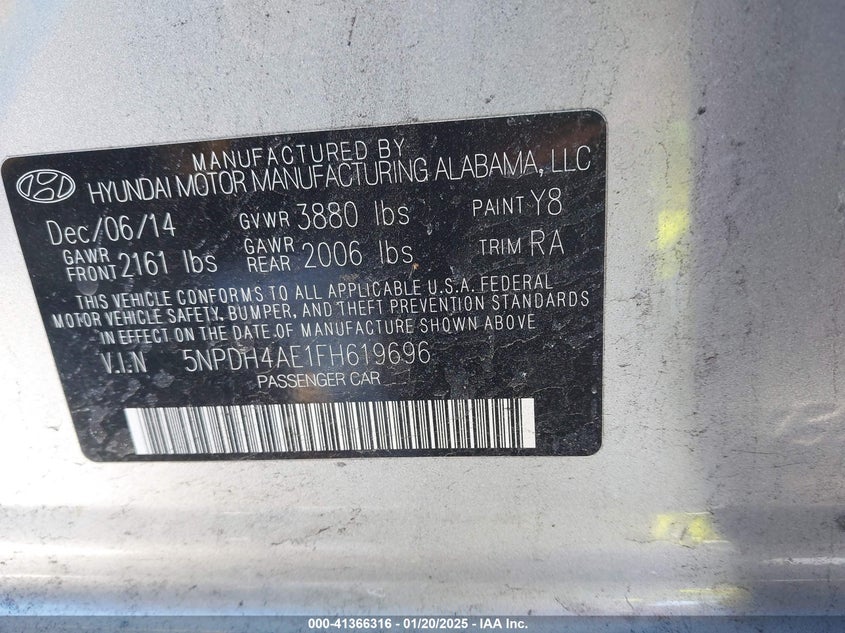 MANUFACTURED BY
HYUNDAI MOTOR MANUFACTURING ALABAMA, LLC
Dec/06/14 GVWR 3880 lbs PAINT Y8
GAWR FRONT 2161 lbs GAWR REAR 2006 lbs TRIM RA
THIS VEHICLE CONFORMS TO ALL APPLICABLE U.S.A. FEDERAL
MOTOR VEHICLE SAFETY, BUMPER, AND THEFT PREVENTION STANDARDS
IN EFFECT ON THE DATE OF MANUFACTURE SHOWN ABOVE.
V.I.N 5NPDH4AE1FH619696
PASSENGER CAR
000-41366316 - 01/20/2025 - IAA Inc.